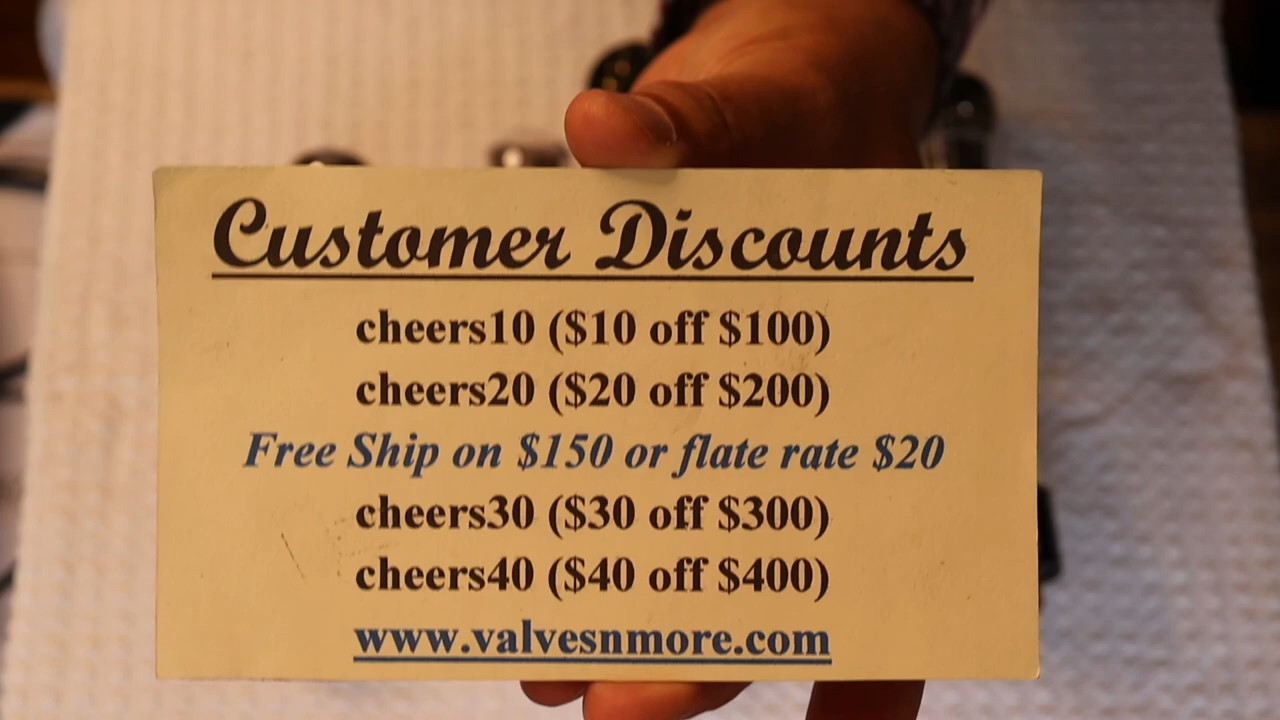 Customer Discounts
cheers10 ($10 off $100)
cheers20 ($20 off $200)
Free Ship on $150 or flate rate $20
cheers30 ($30 off $300)
cheers40 ($40 off $400)
www.valvesnmore.com